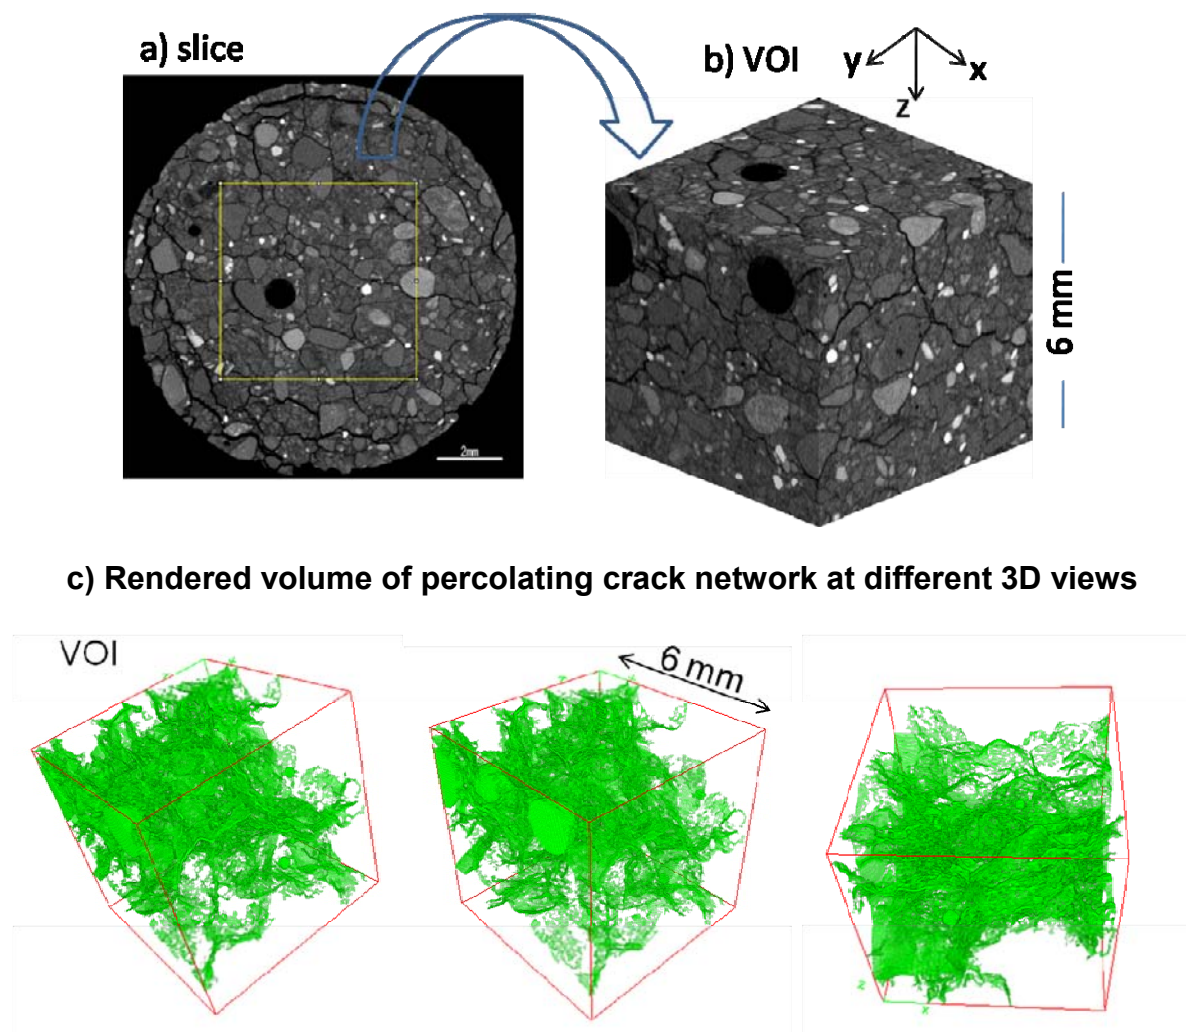 a) slice
b) VOI
y
x
z
2mm
6 mm
c) Rendered volume of percolating crack network at different 3D views
VOI
6 mm
z
x